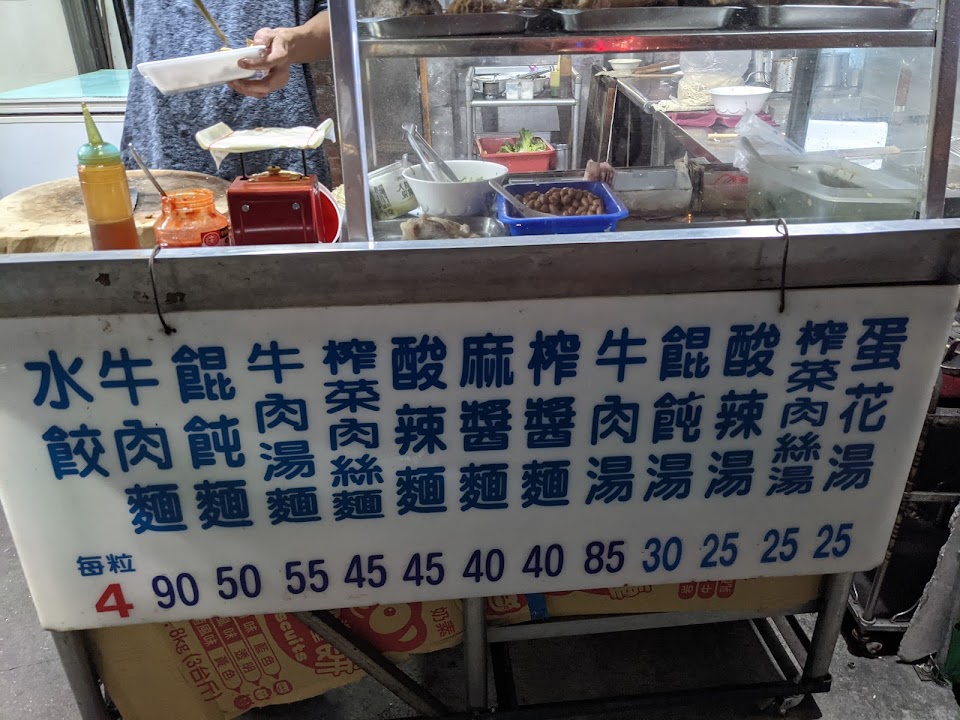 水餃 每粒 4
牛肉麵 90
餛飩麵 50
牛肉湯麵 55
榨菜肉絲麵 45
酸辣麵 45
麻醬麵 40
榨醬麵 40
牛肉湯 85
餛飩湯 30
酸辣湯 25
榨菜肉絲湯 25
蛋花湯 25